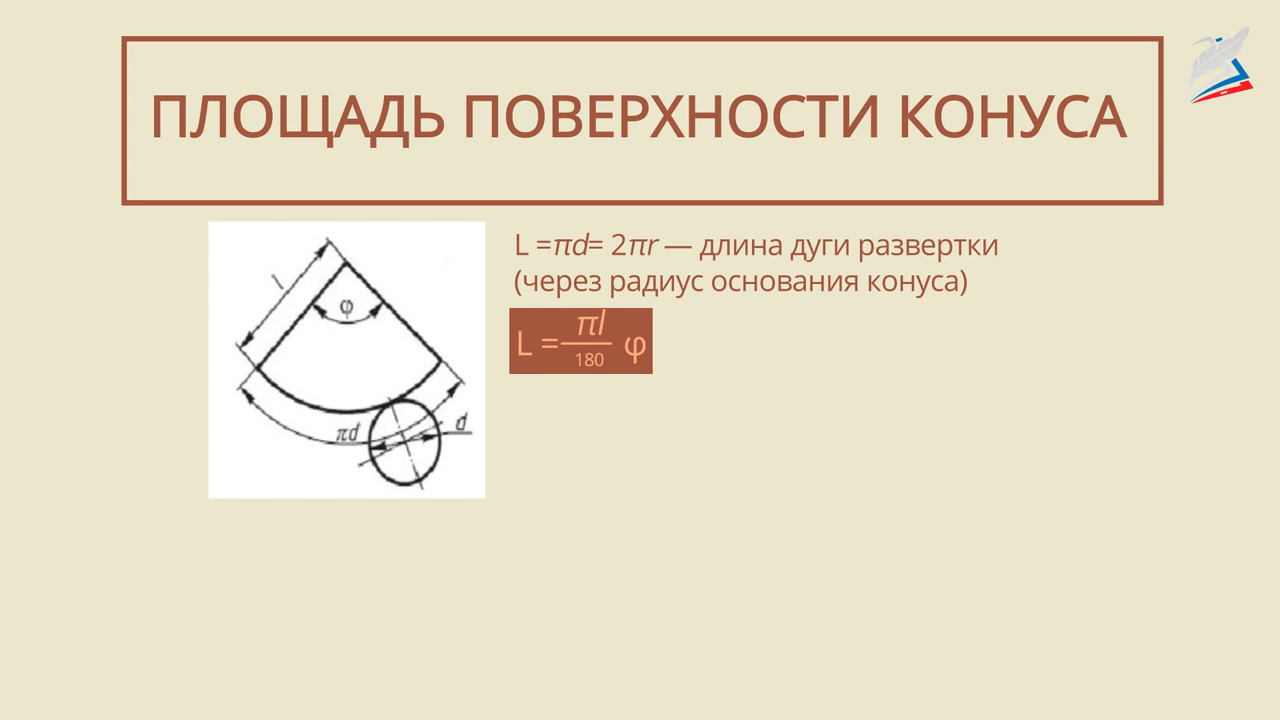 ПЛОЩАДЬ ПОВЕРХНОСТИ КОНУСА
l
φ
πd
d
L =πd= 2πr — длина дуги развертки
(через радиус основания конуса)
L = πl/180 φ